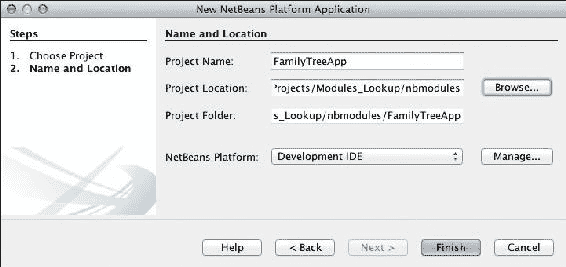 New NetBeans Platform Application
Steps
1. Choose Project
2. Name and Location
Name and Location
Project Name: FamilyTreeApp
Project Location: Projects/Modules_Lookup/nbmodules Browse...
Project Folder: s_Lookup/nbmodules/FamilyTreeApp
NetBeans Platform: Development IDE Manage...
Help < Back Next > Finish Cancel